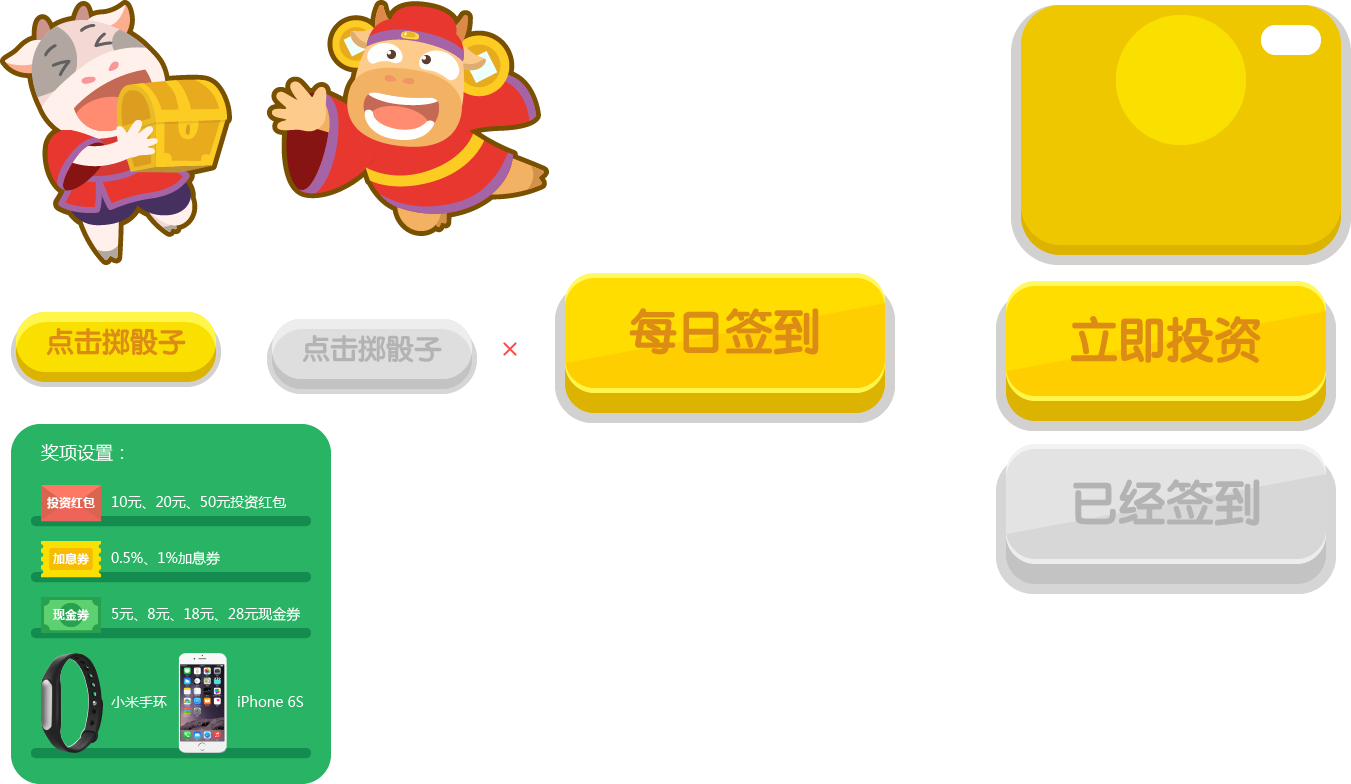 点击掷骰子
点击掷骰子
每日签到
立即投资
已经签到
奖项设置：
投资红包 10元、20元、50元投资红包
加息券 0.5%、1%加息券
现金券 5元、8元、18元、28元现金券
小米手环 iPhone 6S